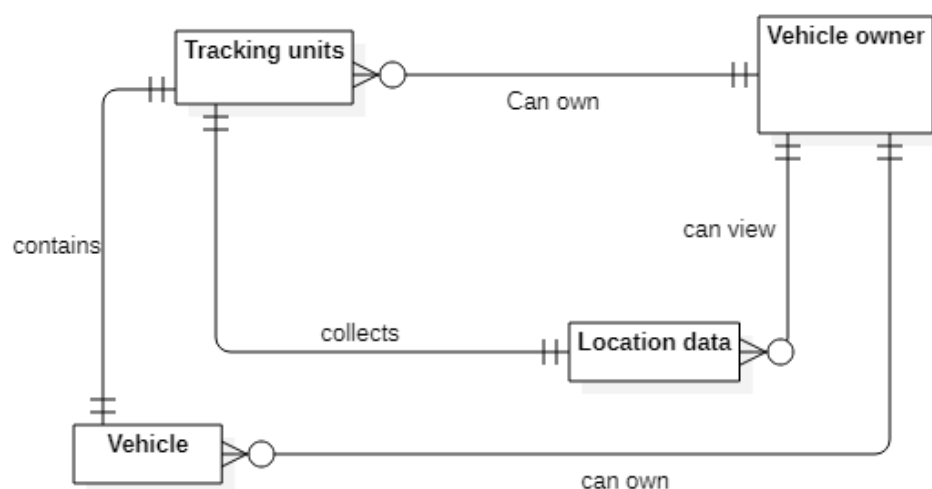 Tracking units
Vehicle owner
Can own
can view
contains
collects
Location data
Vehicle
can own